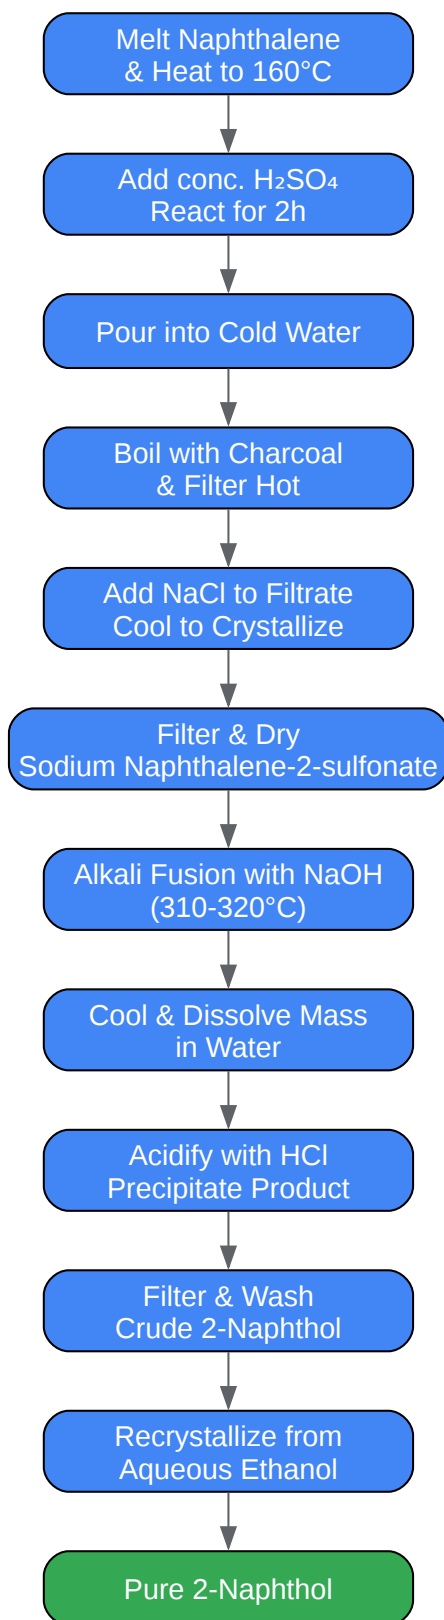 Melt Naphthalene
& Heat to 160°C
Add conc. H₂SO₄
React for 2h
Pour into Cold Water
Boil with Charcoal
& Filter Hot
Add NaCl to Filtrate
Cool to Crystallize
Filter & Dry
Sodium Naphthalene-2-sulfonate
Alkali Fusion with NaOH
(310-320°C)
Cool & Dissolve Mass
in Water
Acidify with HCl
Precipitate Product
Filter & Wash
Crude 2-Naphthol
Recrystallize from
Aqueous Ethanol
Pure 2-Naphthol